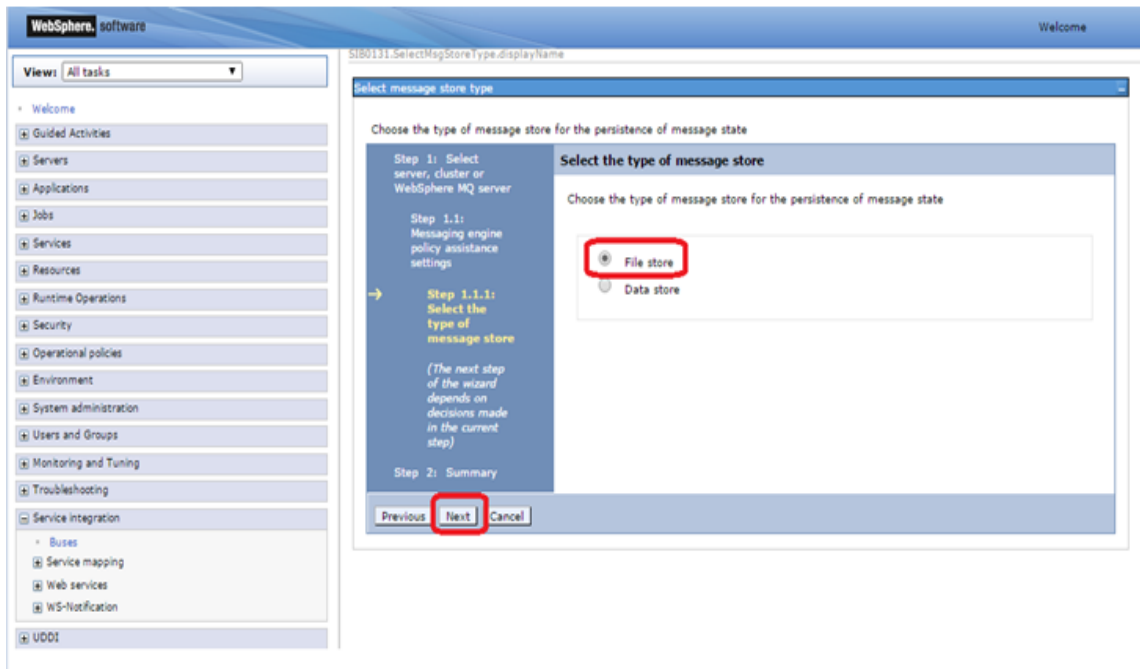 WebSphere. software
Welcome
View: All tasks
Welcome
Guided Activities
Servers
Applications
Jobs
Services
Resources
Runtime Operations
Security
Operational policies
Environment
System administration
Users and Groups
Monitoring and Tuning
Troubleshooting
Service integration
Buses
Service mapping
Web services
WS-Notification
UDDI
SIB0131.SelectMsgStoreType.displayName
Select message store type
Choose the type of message store for the persistence of message state
Step 1: Select
server, cluster or
WebSphere MQ server
Step 1.1:
Messaging engine
policy assistance
settings
Step 1.1.1:
Select the
type of
message store
(The next step
of the wizard
depends on
decisions made
in the current
step)
Step 2: Summary
Select the type of message store
Choose the type of message store for the persistence of message state
File store
Data store
Previous Next Cancel